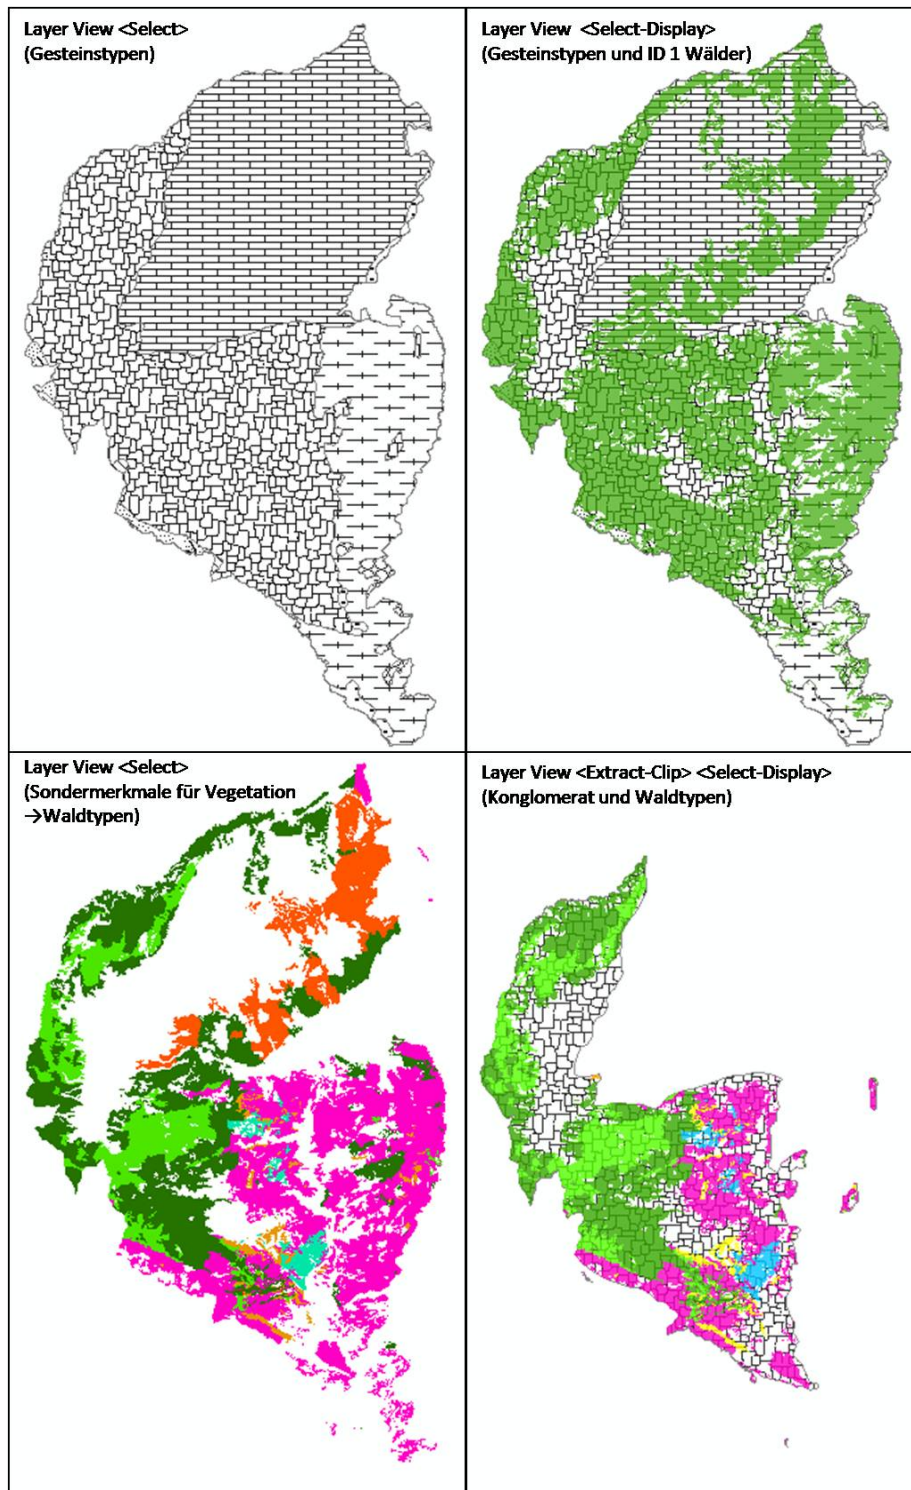 Layer View <Select>
(Gesteinstypen)
Layer View <Select-Display>
(Gesteinstypen und ID 1 Wälder)
Layer View <Select>
(Sondermerkmale für Vegetation
→Waldtypen)
Layer View <Extract-Clip> <Select-Display>
(Konglomerat und Waldtypen)